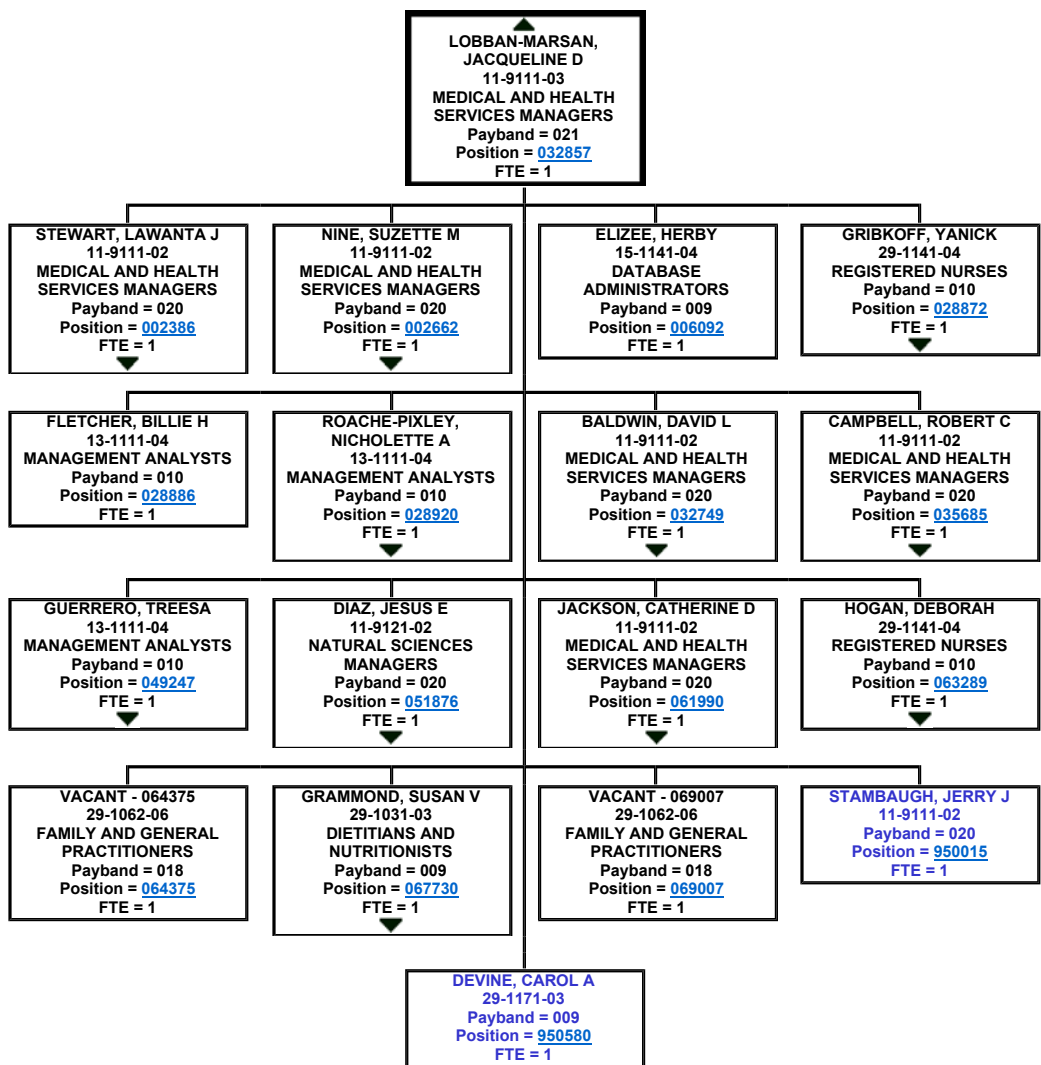 LOBBAN-MARSAN,
JACQUELINE D
11-9111-03
MEDICAL AND HEALTH
SERVICES MANAGERS
Payband = 021
Position = 032857
FTE = 1
STEWART, LAWANTA J
11-9111-02
MEDICAL AND HEALTH
SERVICES MANAGERS
Payband = 020
Position = 002386
FTE = 1
NINE, SUZETTE M
11-9111-02
MEDICAL AND HEALTH
SERVICES MANAGERS
Payband = 020
Position = 002662
FTE = 1
ELIZEE, HERBY
15-1141-04
DATABASE
ADMINISTRATORS
Payband = 009
Position = 006092
FTE = 1
GRIBKOFF, YANICK
29-1141-04
REGISTERED NURSES
Payband = 010
Position = 028872
FTE = 1
FLETCHER, BILLIE H
13-1111-04
MANAGEMENT ANALYSTS
Payband = 010
Position = 028886
FTE = 1
ROACHE-PIXLEY,
NICHOLETTE A
13-1111-04
MANAGEMENT ANALYSTS
Payband = 010
Position = 028920
FTE = 1
BALDWIN, DAVID L
11-9111-02
MEDICAL AND HEALTH
SERVICES MANAGERS
Payband = 020
Position = 032749
FTE = 1
CAMPBELL, ROBERT C
11-9111-02
MEDICAL AND HEALTH
SERVICES MANAGERS
Payband = 020
Position = 035685
FTE = 1
GUERRERO, TREESA
13-1111-04
MANAGEMENT ANALYSTS
Payband = 010
Position = 049247
FTE = 1
DIAZ, JESUS E
11-9121-02
NATURAL SCIENCES
MANAGERS
Payband = 020
Position = 051876
FTE = 1
JACKSON, CATHERINE D
11-9111-02
MEDICAL AND HEALTH
SERVICES MANAGERS
Payband = 020
Position = 061990
FTE = 1
HOGAN, DEBORAH
29-1141-04
REGISTERED NURSES
Payband = 010
Position = 063289
FTE = 1
VACANT - 064375
29-1062-06
FAMILY AND GENERAL
PRACTITIONERS
Payband = 018
Position = 064375
FTE = 1
GRAMMOND, SUSAN V
29-1031-03
DIETITIANS AND
NUTRITIONISTS
Payband = 009
Position = 067730
FTE = 1
VACANT - 069007
29-1062-06
FAMILY AND GENERAL
PRACTITIONERS
Payband = 018
Position = 069007
FTE = 1
STAMBAUGH, JERRY J
11-9111-02
Payband = 020
Position = 950015
FTE = 1
DEVINE, CAROL A
29-1171-03
Payband = 009
Position = 950580
FTE = 1